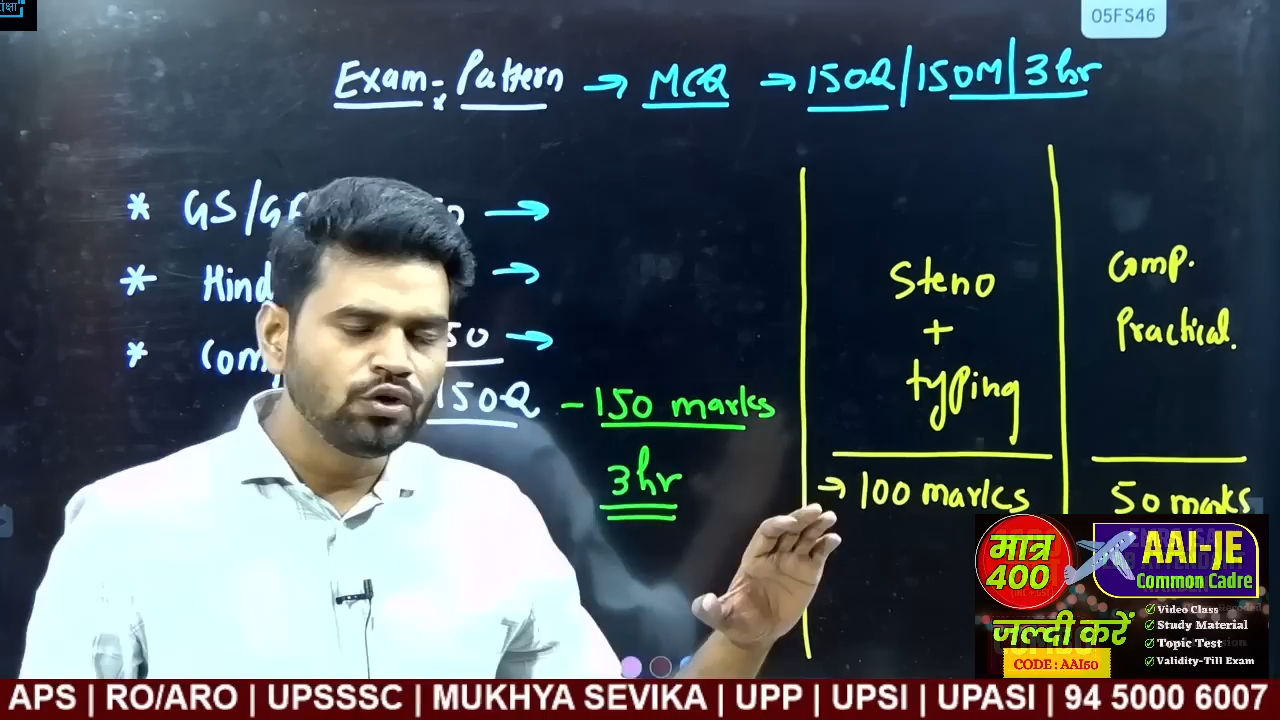 05FS46
Exam-Pattern → MCQ → 150Q/150M/3hr
* GS/G →
* Hind →
* Com 50 →
150Q - 150 marks
3hr
Steno
+
typing
→ 100 marks
Comp.
Practical.
50 marks
मात्र
400
जल्दी करें
CODE : AAI60
AAI-JE
Common Cadre
Video Class
Study Material
Topic Test
Validity-Till Exam
APS | RO/ARO | UPSSSC | MUKHYA SEVIKA | UPP | UPSI | UPASI | 94 5000 6007